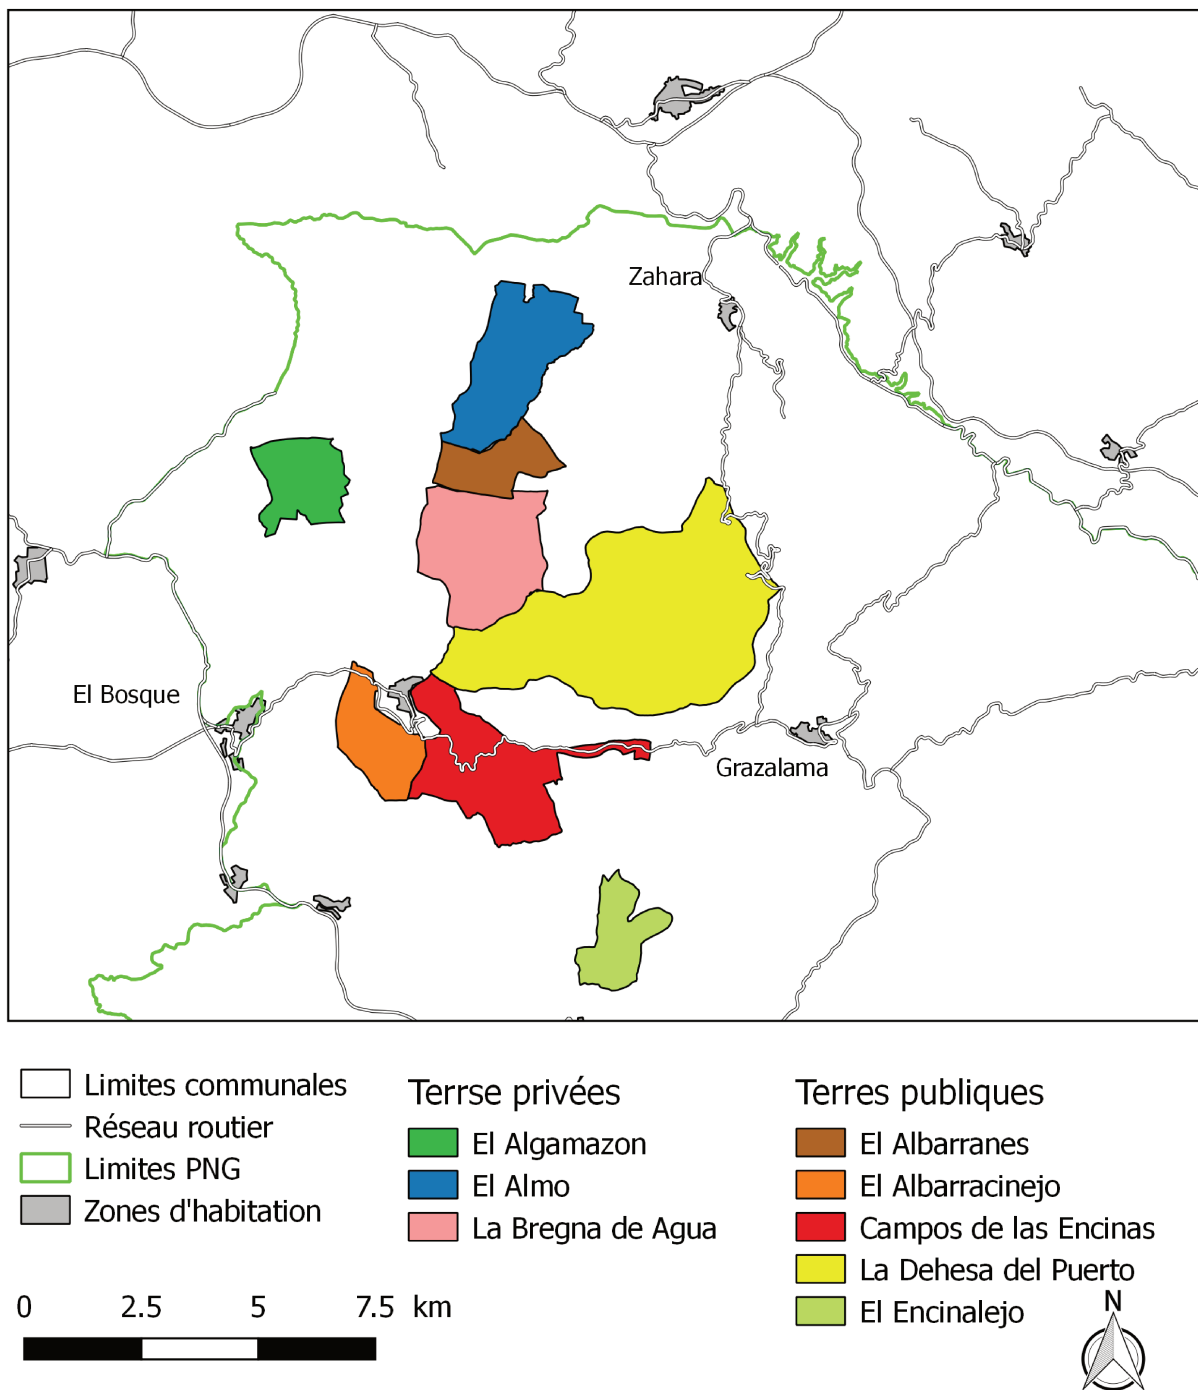 Zahara
El Bosque
Grazalama
Limites communales
Réseau routier
Limites PNG
Zones d'habitation
Terrse privées
El Algamazon
El Almo
La Bregna de Agua
Terres publiques
El Albarranes
El Albarracinejo
Campos de las Encinas
La Dehesa del Puerto
El Encinalejo
0 2.5 5 7.5 km
N